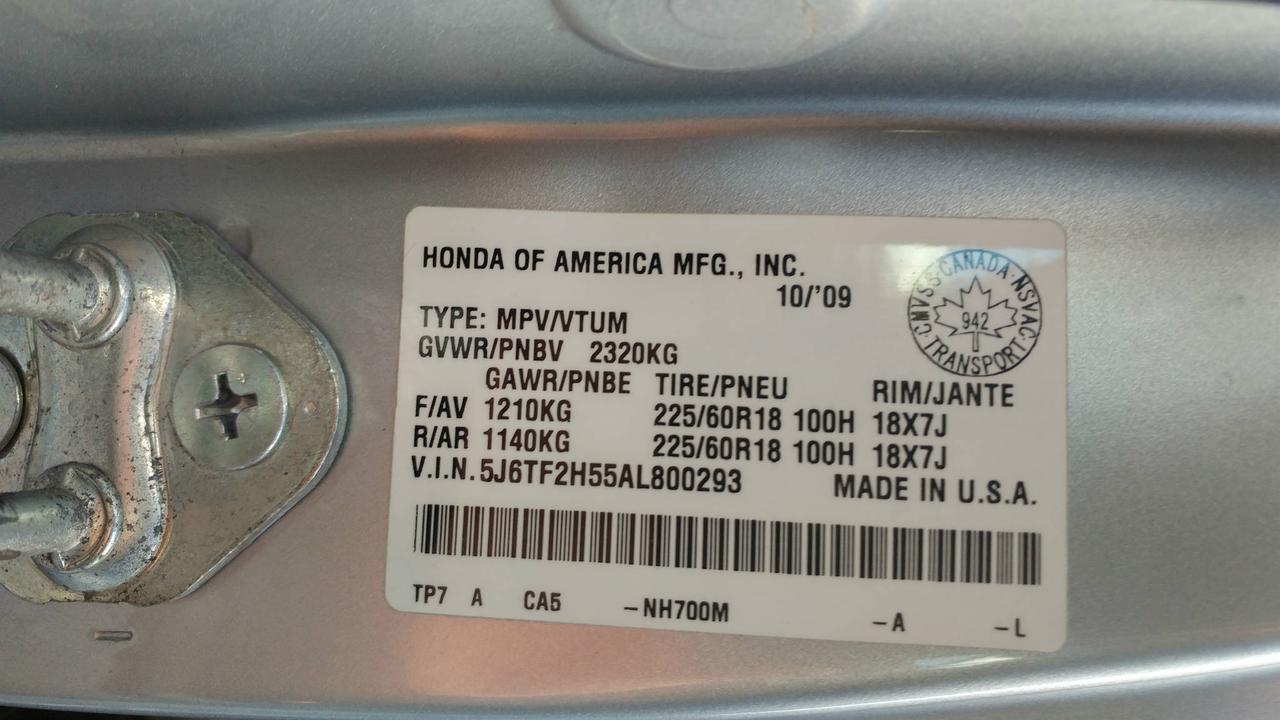 HONDA OF AMERICA MFG., INC.
10/'09
CMVSS · CANADA · NSVAC · TRANSPORT ·
942
TYPE: MPV/VTUM
GVWR/PNBV 2320KG
GAWR/PNBE TIRE/PNEU RIM/JANTE
F/AV 1210KG 225/60R18 100H 18X7J
R/AR 1140KG 225/60R18 100H 18X7J
V.I.N. 5J6TF2H55AL800293 MADE IN U.S.A.
TP7 A CA5 –NH700M –A –L